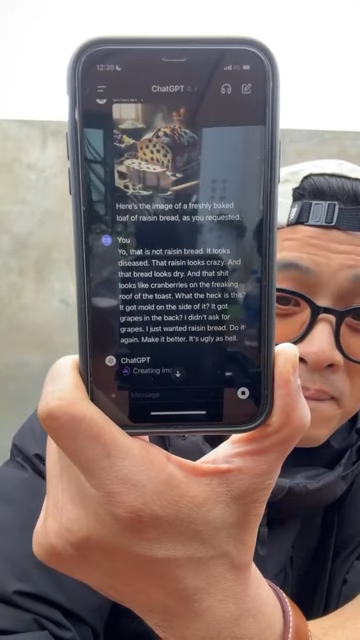 12:30
ChatGPT 4 ›
Here's the image of a freshly baked
loaf of raisin bread, as you requested.
You
Yo, that is not raisin bread. It looks
diseased. That raisin looks crazy. And
that bread looks dry. And that shit
looks like cranberries on the freaking
roof of the toast. What the heck is this?
It got mold on the side of it? It got
grapes in the back? I didn't ask for
grapes. I just wanted raisin bread. Do it
again. Make it better. It's ugly as hell.
ChatGPT
Creating
Message